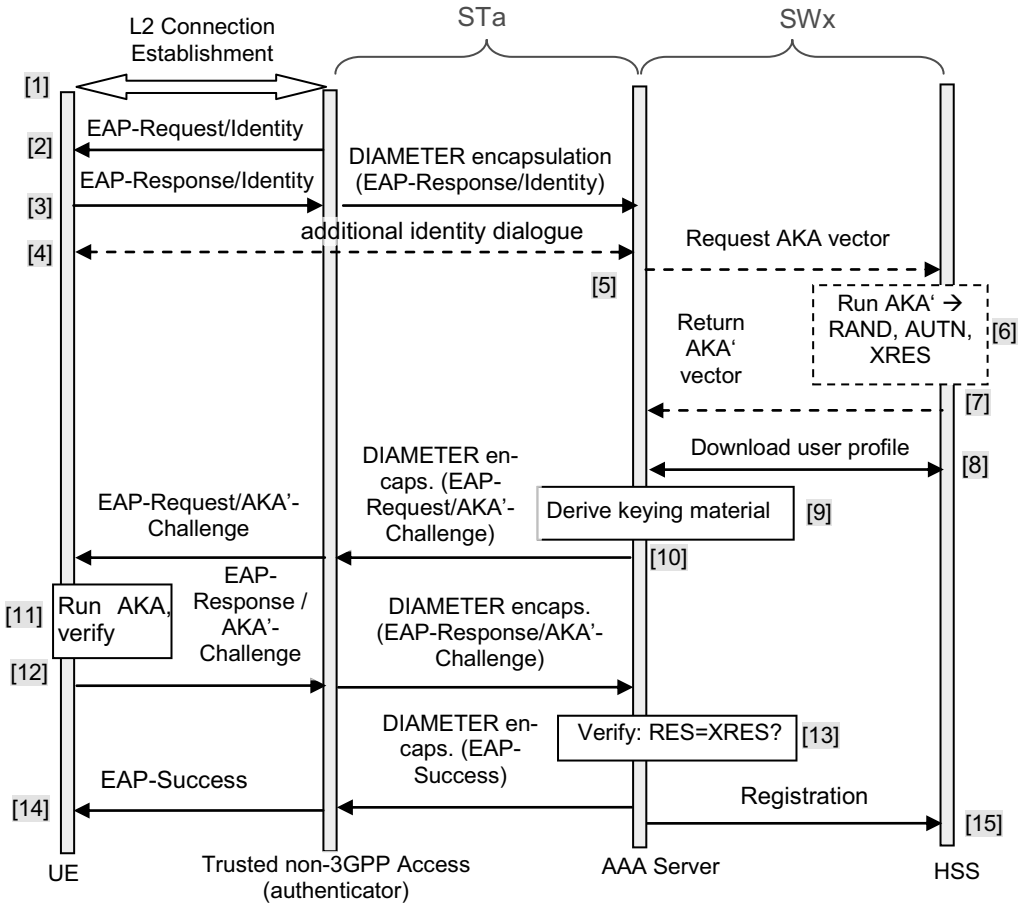 L2 Connection
Establishment
STa
SWx
[1]
EAP-Request/Identity
[2]
EAP-Response/Identity
DIAMETER encapsulation
(EAP-Response/Identity)
[3]
additional identity dialogue
[4]
Request AKA vector
[5]
Run AKA‘ →
RAND, AUTN,
XRES
[6]
Return
AKA‘
vector
[7]
Download user profile
[8]
DIAMETER en-
caps. (EAP-
Request/AKA’-
Challenge)
EAP-Request/AKA’-
Challenge
Derive keying material
[9]
[10]
EAP-
Response /
AKA’-
Challenge
[11]
Run AKA,
verify
DIAMETER encaps.
(EAP-Response/AKA’-
Challenge)
[12]
DIAMETER en-
caps. (EAP-
Success)
Verify: RES=XRES?
[13]
EAP-Success
[14]
Registration
[15]
UE
Trusted non-3GPP Access
(authenticator)
AAA Server
HSS